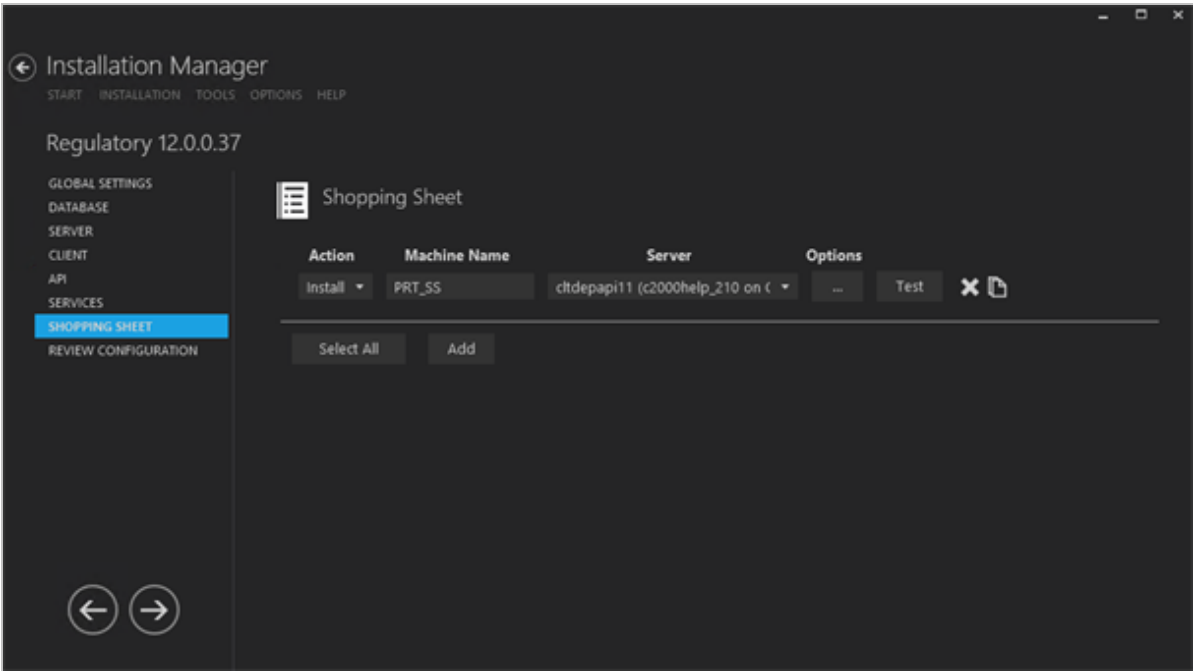 Installation Manager
START INSTALLATION TOOLS OPTIONS HELP
Regulatory 12.0.0.37
GLOBAL SETTINGS
DATABASE
SERVER
CLIENT
API
SERVICES
SHOPPING SHEET
REVIEW CONFIGURATION
Shopping Sheet
Action Machine Name Server Options
Install PRT_SS cltdepapi11 (c2000help_210 on ( ... Test
Select All Add